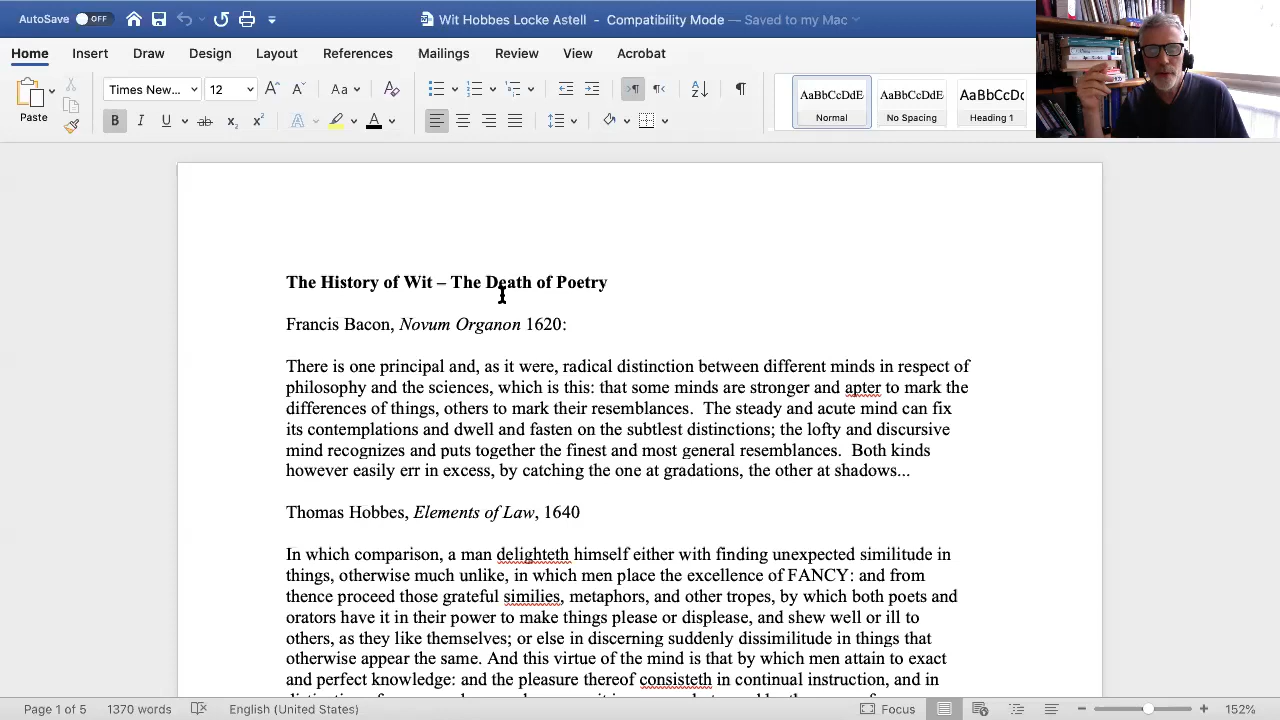 AutoSave OFF
Wit Hobbes Locke Astell - Compatibility Mode — Saved to my Mac
Home Insert Draw Design Layout References Mailings Review View Acrobat
Times New... 12 Aa
Paste
AaBbCcDdE AaBbCcDdE AaBbCcDc
Normal No Spacing Heading 1
The History of Wit – The Death of Poetry
Francis Bacon, Novum Organon 1620:
There is one principal and, as it were, radical distinction between different minds in respect of
philosophy and the sciences, which is this: that some minds are stronger and apter to mark the
differences of things, others to mark their resemblances.  The steady and acute mind can fix
its contemplations and dwell and fasten on the subtlest distinctions; the lofty and discursive
mind recognizes and puts together the finest and most general resemblances.  Both kinds
however easily err in excess, by catching the one at gradations, the other at shadows...
Thomas Hobbes, Elements of Law, 1640
In which comparison, a man delighteth himself either with finding unexpected similitude in
things, otherwise much unlike, in which men place the excellence of FANCY: and from
thence proceed those grateful similies, metaphors, and other tropes, by which both poets and
orators have it in their power to make things please or displease, and shew well or ill to
others, as they like themselves; or else in discerning suddenly dissimilitude in things that
otherwise appear the same. And this virtue of the mind is that by which men attain to exact
and perfect knowledge: and the pleasure thereof consisteth in continual instruction, and in
Page 1 of 5 1370 words English (United States) Focus 152%